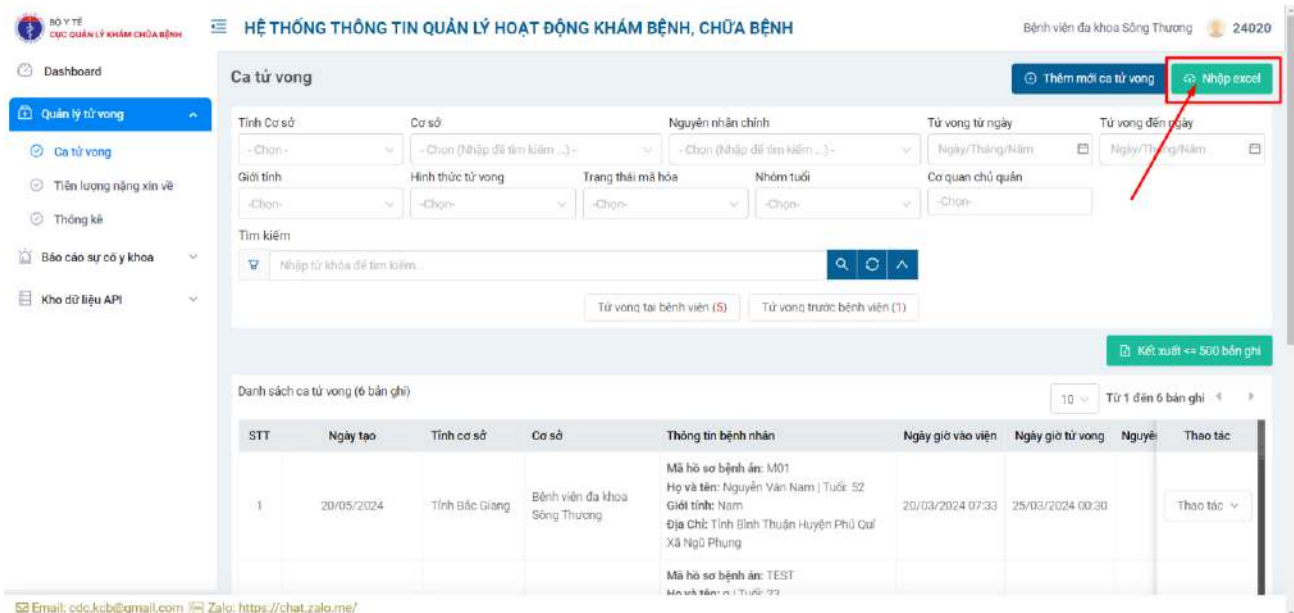 BỘ Y TẾ
CỤC QUẢN LÝ KHÁM CHỮA BỆNH
HỆ THỐNG THÔNG TIN QUẢN LÝ HOẠT ĐỘNG KHÁM BỆNH, CHỮA BỆNH
Bệnh viện đa khoa Sông Thương 24020
Dashboard
Quản lý tử vong
Ca tử vong
Tiên lượng nặng xin về
Thống kê
Báo cáo sự cố y khoa
Kho dữ liệu API
Ca tử vong
Thêm mới ca tử vong Nhập excel
Tỉnh Cơ sở Cơ sở Nguyên nhân chính Tử vong từ ngày Tử vong đến ngày
- Chọn - - Chọn (Nhập để tìm kiếm ...) - - Chọn (Nhập để tìm kiếm ...) - Ngày/Tháng/Năm Ngày/Tháng/Năm
Giới tính Hình thức tử vong Trạng thái mã hóa Nhóm tuổi Cơ quan chủ quản
-Chọn- -Chọn- -Chọn- -Chọn- -Chọn-
Tìm kiếm
Nhập từ khóa để tìm kiếm...
Tử vong tại bệnh viện (5) Tử vong trước bệnh viện (1)
Kết xuất <= 500 bản ghi
Danh sách ca tử vong (6 bản ghi) 10 Từ 1 đến 6 bản ghi
STT Ngày tạo Tỉnh cơ sở Cơ sở Thông tin bệnh nhân Ngày giờ vào viện Ngày giờ tử vong Nguyê Thao tác
1 20/05/2024 Tỉnh Bắc Giang Bệnh viện đa khoa Sông Thương
Mã hồ sơ bệnh án: M01
Họ và tên: Nguyễn Văn Nam | Tuổi: 52
Giới tính: Nam
Địa Chỉ: Tỉnh Bình Thuận Huyện Phú Quí
Xã Ngũ Phụng
20/03/2024 07:33 25/03/2024 00:30 Thao tác
Mã hồ sơ bệnh án: TEST
Họ và tên: g | Tuổi: 23
Email: cdc.kcb@gmail.com Zalo: https://chat.zalo.me/